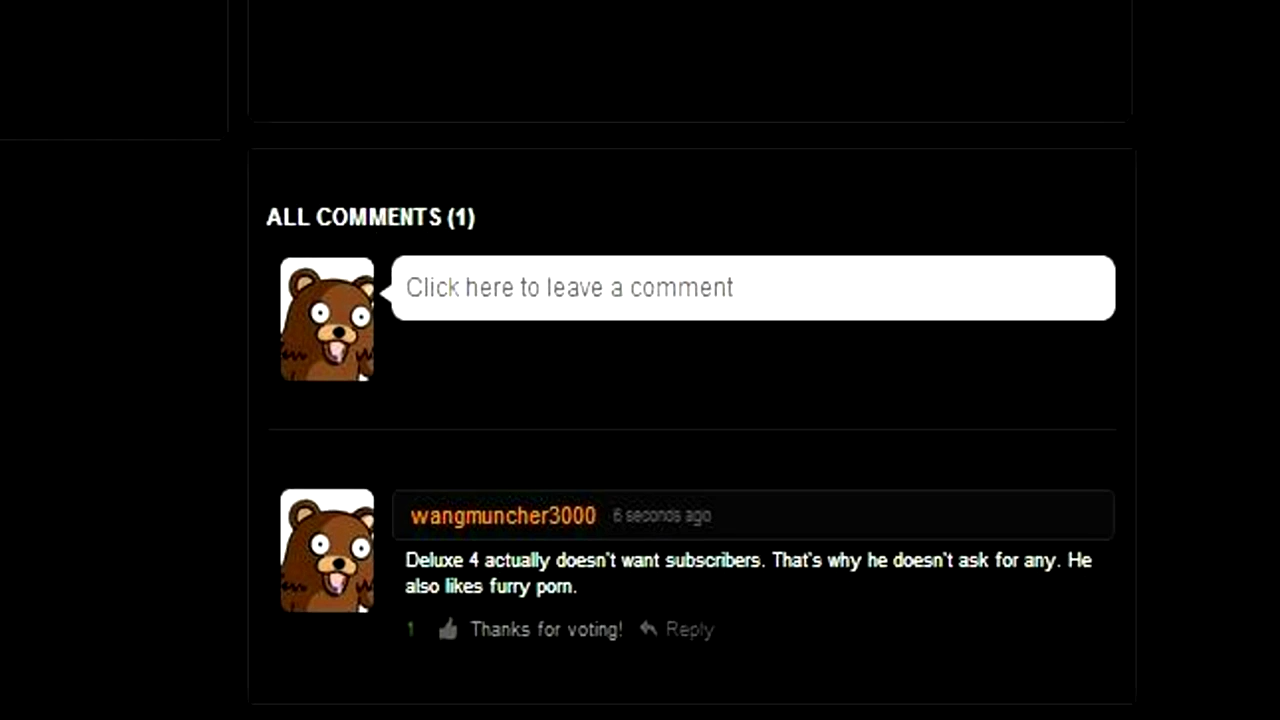 ALL COMMENTS (1)
Click here to leave a comment
wangmuncher3000 6 seconds ago
Deluxe 4 actually doesn't want subscribers. That's why he doesn't ask for any. He
also likes furry porn.
1 Thanks for voting! Reply